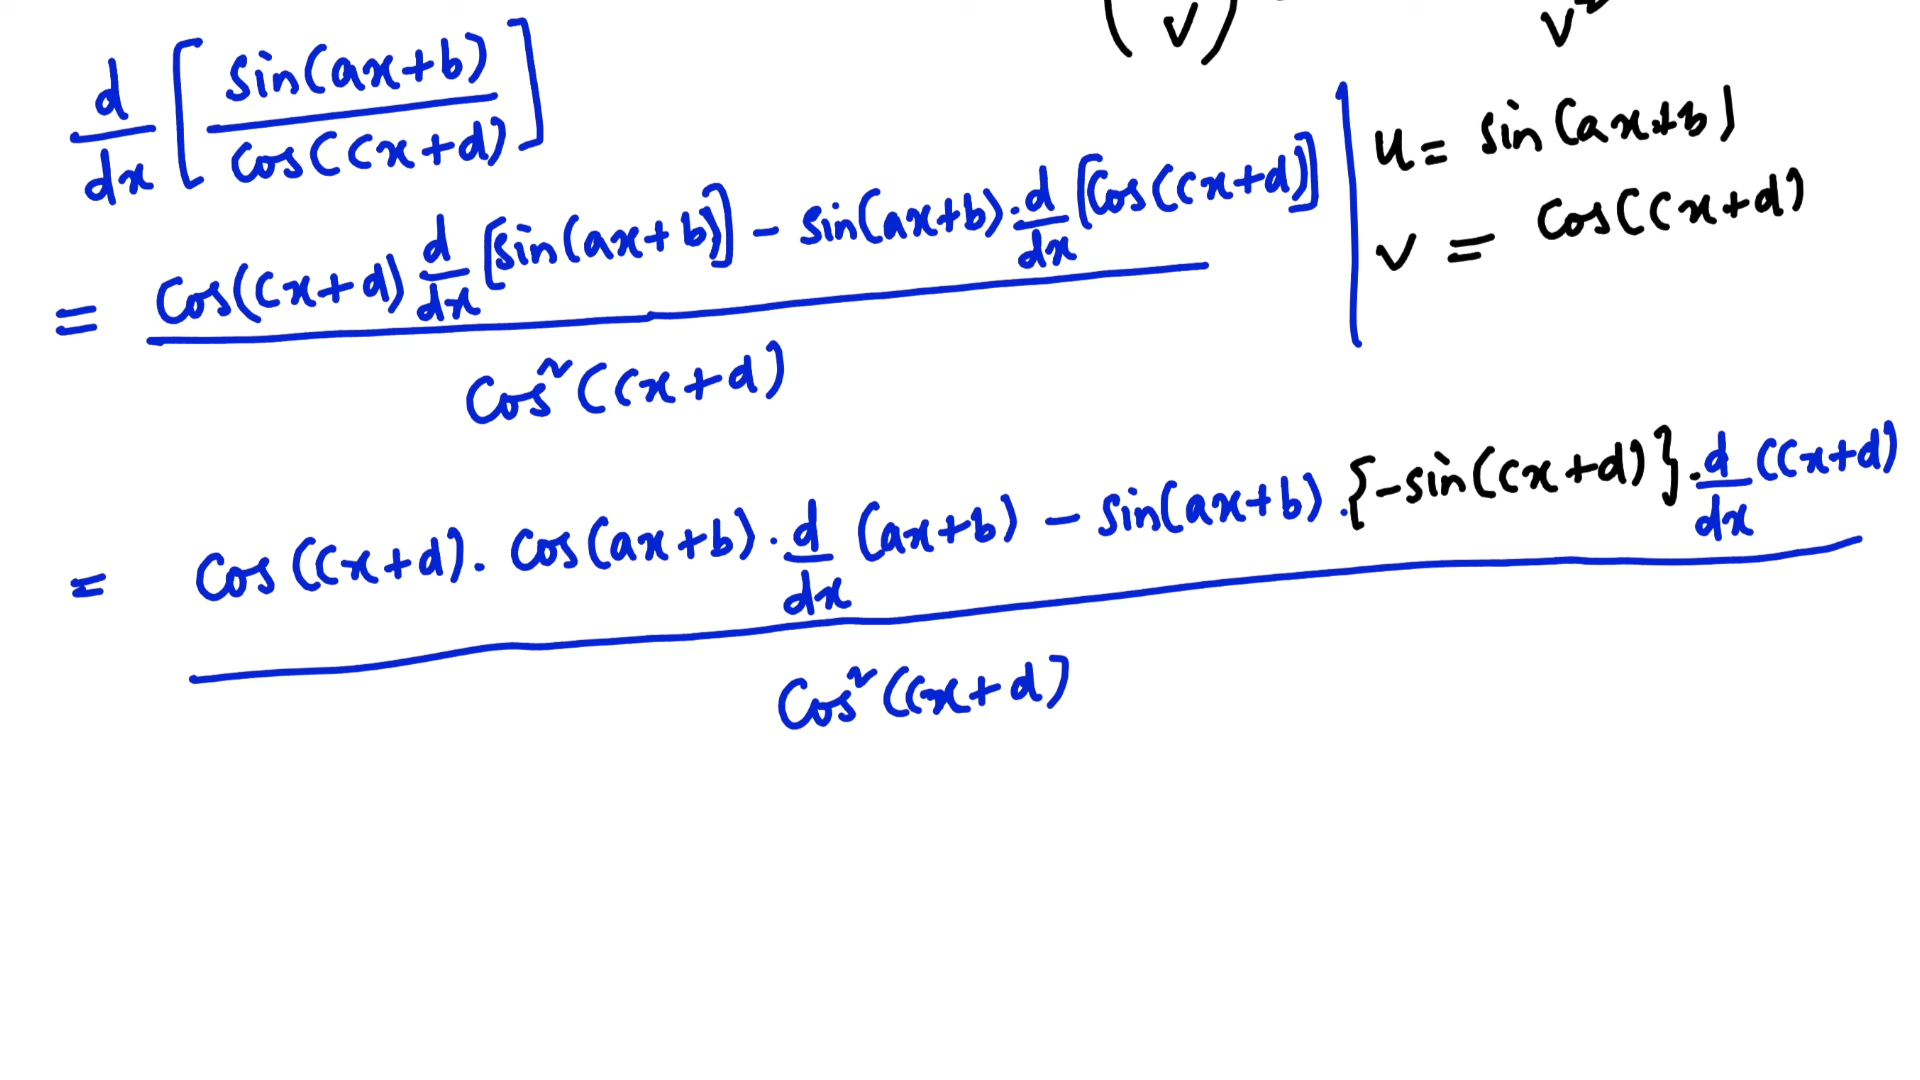 (v) v²
d/dx [sin(ax+b)/cos(cx+d)]
u = sin(ax+b)
v = cos(cx+d)
= cos(cx+d) d/dx [sin(ax+b)] - sin(ax+b) . d/dx [cos(cx+d)]
cos²(cx+d)
= cos(cx+d) . cos(ax+b) . d/dx (ax+b) - sin(ax+b) . {-sin(cx+d)} . d/dx (cx+d)
cos²(cx+d)